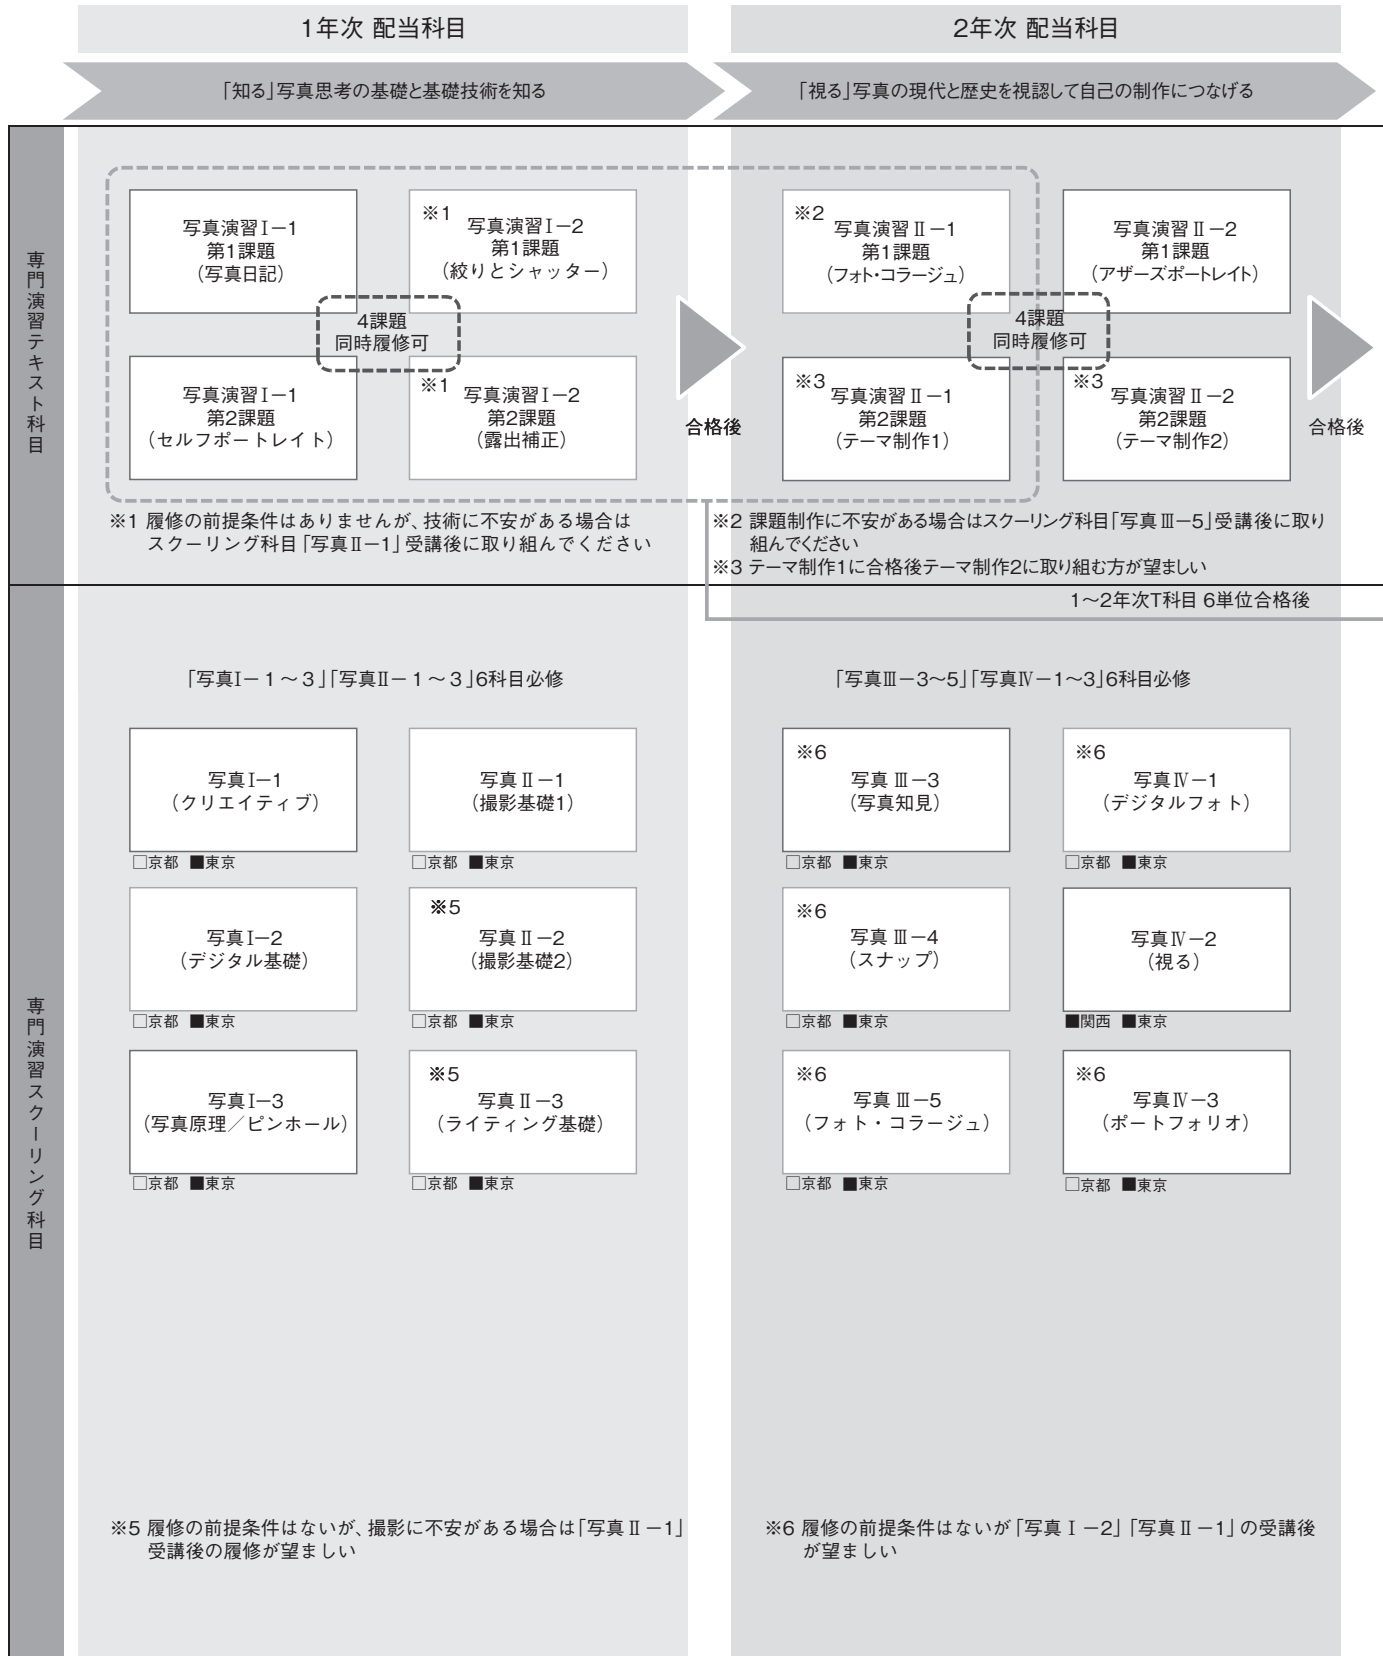 1年次 配当科目
2年次 配当科目
「知る」写真思考の基礎と基礎技術を知る
「視る」写真の現代と歴史を視認して自己の制作につなげる
専門演習テキスト科目
写真演習Ⅰ−1
第1課題
（写真日記）
※1
写真演習Ⅰ−2
第1課題
（絞りとシャッター）
4課題
同時履修可
写真演習Ⅰ−1
第2課題
（セルフポートレイト）
※1
写真演習Ⅰ−2
第2課題
（露出補正）
合格後
※2
写真演習Ⅱ−1
第1課題
（フォト・コラージュ）
写真演習Ⅱ−2
第1課題
（アザーズポートレイト）
4課題
同時履修可
※3
写真演習Ⅱ−1
第2課題
（テーマ制作1）
※3
写真演習Ⅱ−2
第2課題
（テーマ制作2）
合格後
※1 履修の前提条件はありませんが、技術に不安がある場合は
スクーリング科目「写真Ⅱ−1」受講後に取り組んでください
※2 課題制作に不安がある場合はスクーリング科目「写真Ⅲ−5」受講後に取り
組んでください
※3 テーマ制作1に合格後テーマ制作2に取り組む方が望ましい
1〜2年次T科目 6単位合格後
専門演習スクーリング科目
「写真Ⅰ−１〜３」「写真Ⅱ−１〜３」6科目必修
「写真Ⅲ−3〜5」「写真Ⅳ−1〜3」6科目必修
写真Ⅰ−1
（クリエイティブ）
□京都 ■東京
写真Ⅱ−1
（撮影基礎1）
□京都 ■東京
※6
写真Ⅲ−3
（写真知見）
□京都 ■東京
※6
写真Ⅳ−1
（デジタルフォト）
□京都 ■東京
写真Ⅰ−2
（デジタル基礎）
□京都 ■東京
※5
写真Ⅱ−2
（撮影基礎2）
□京都 ■東京
※6
写真Ⅲ−4
（スナップ）
□京都 ■東京
写真Ⅳ−2
（視る）
■関西 ■東京
写真Ⅰ−3
（写真原理／ピンホール）
□京都 ■東京
※5
写真Ⅱ−3
（ライティング基礎）
□京都 ■東京
※6
写真Ⅲ−5
（フォト・コラージュ）
□京都 ■東京
※6
写真Ⅳ−3
（ポートフォリオ）
□京都 ■東京
※5 履修の前提条件はないが、撮影に不安がある場合は「写真Ⅱ−1」
受講後の履修が望ましい
※6 履修の前提条件はないが「写真Ⅰ−2」「写真Ⅱ−1」の受講後
が望ましい